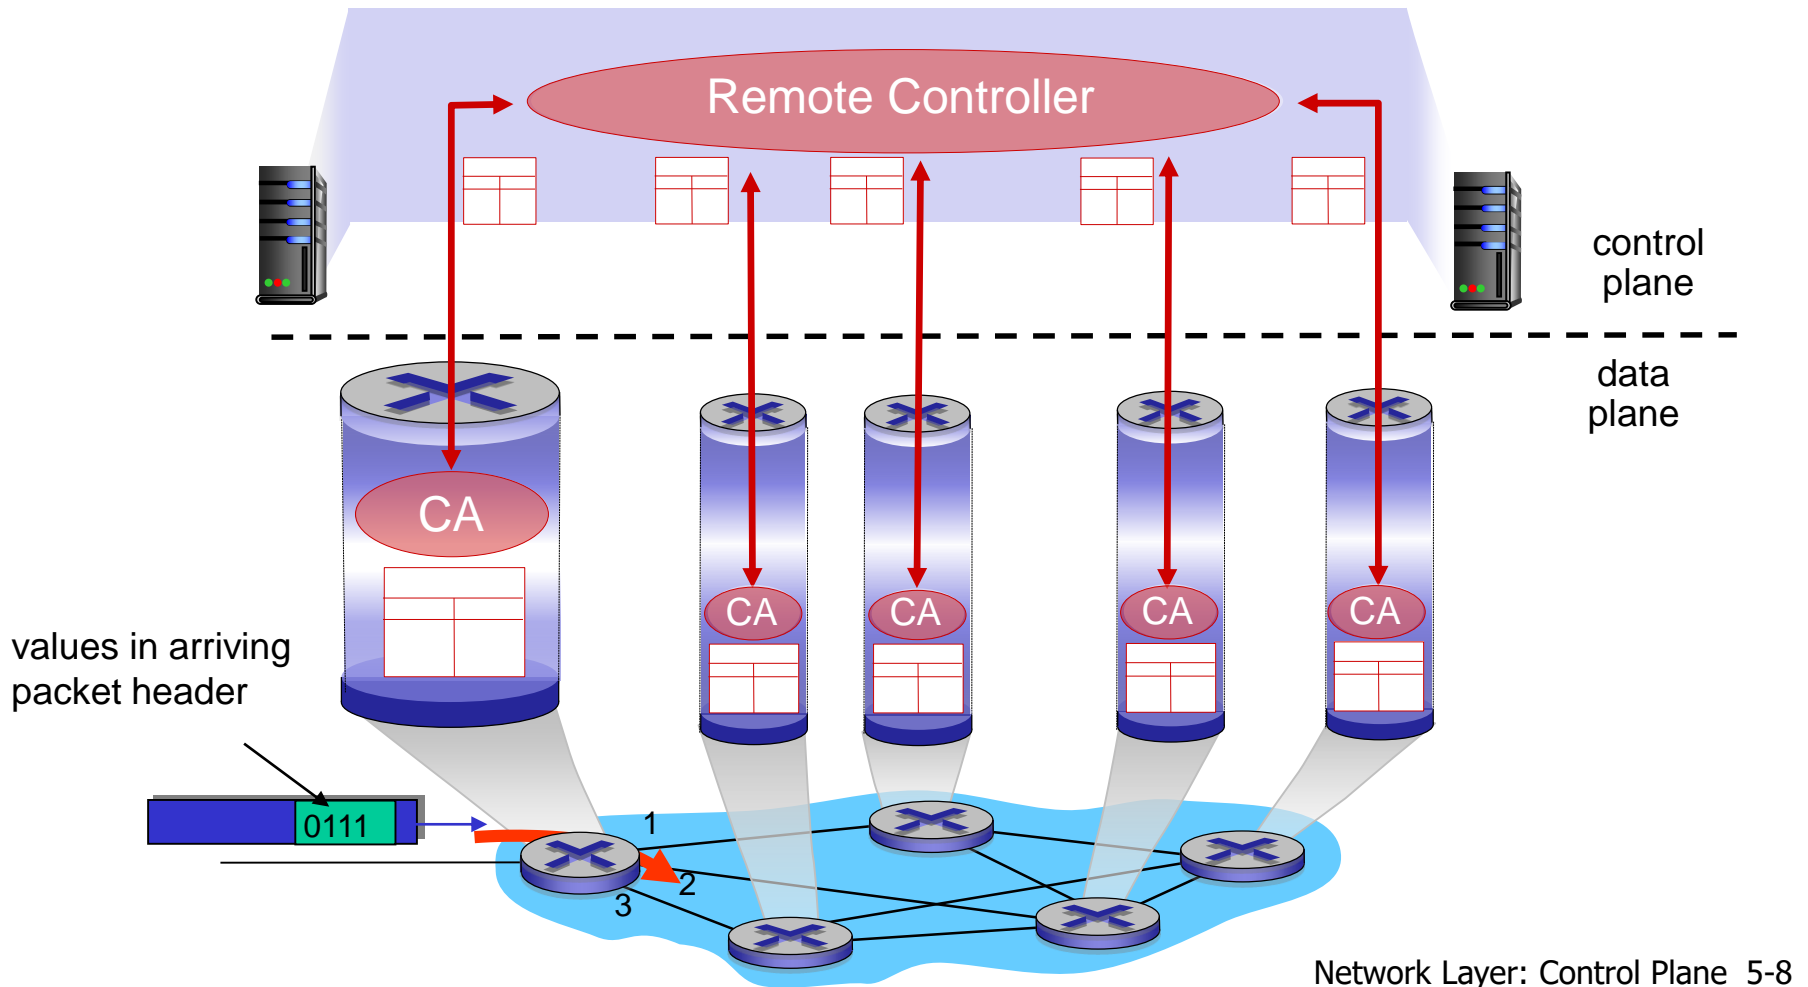 Remote Controller
control
plane
data
plane
CA
CA
CA
CA
CA
values in arriving
packet header
0111
1
2
3
Network Layer: Control Plane 5-8